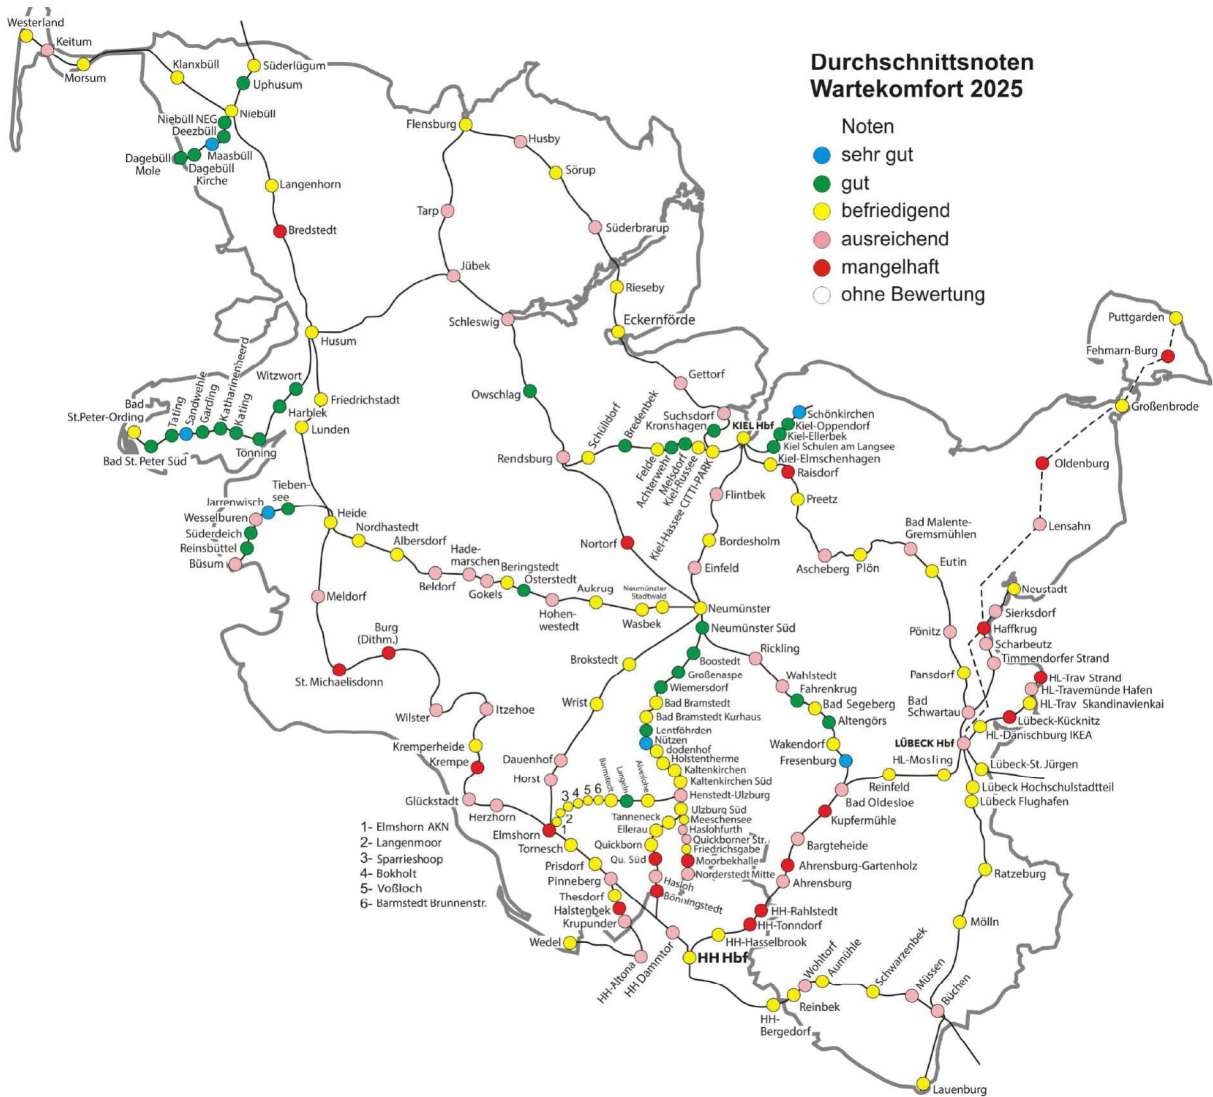 Durchschnittsnoten
Wartekomfort 2025
Noten
sehr gut
gut
befriedigend
ausreichend
mangelhaft
ohne Bewertung
Westerland
Keitum
Morsum
Klanxbüll
Süderlügum
Uphusum
Niebüll
Niebüll NEG
Deezbüll
Maasbüll
Dagebüll
Mole
Dagebüll
Kirche
Langenhorn
Bredstedt
Flensburg
Husby
Sörup
Tarp
Süderbrarup
Jübek
Rieseby
Schleswig
Eckernförde
Husum
Gettorf
Puttgarden
Fehmarn-Burg
Großenbrode
Witzwort
Harblek
Friedrichstadt
Lunden
Bad
St.Peter-Ording
Bad St. Peter Süd
Tating
Sandwehle
Garding
Katharinenheerd
Kating
Tönning
Owschlag
Suchsdorf
Kronshagen
KIEL Hbf
Schönkirchen
Kiel-Oppendorf
Kiel-Ellerbek
Kiel Schulen am Langsee
Kiel-Elmschenhagen
Raisdorf
Preetz
Rendsburg
Schülldorf
Bredenbek
Felde
Achterwehr
Melsdorf
Kiel-Russee
Kiel-Hassee CITTI-PARK
Flintbek
Oldenburg
Lensahn
Tieben-
see
Jarrenwisch
Wesselburen
Süderdeich
Reinsbüttel
Büsum
Heide
Nordhastedt
Albersdorf
Beldorf
Hade-
marschen
Gokels
Beringstedt
Osterstedt
Hohen-
westedt
Aukrug
Wasbek
Neumünster
Stadtwald
Neumünster
Nortorf
Bordesholm
Einfeld
Ascheberg
Plön
Bad Malente-
Gremsmühlen
Eutin
Neustadt
Sierksdorf
Haffkrug
Scharbeutz
Timmendorfer Strand
Pönitz
Pansdorf
HL-Trav Strand
HL-Travemünde Hafen
HL-Trav Skandinavienkai
Lübeck-Kücknitz
HL-Dänischburg IKEA
Bad
Schwartau
LÜBECK Hbf
HL-Mosling
Lübeck-St. Jürgen
Lübeck Hochschulstadtteil
Lübeck Flughafen
Reinfeld
Meldorf
Burg
(Dithm.)
St. Michaelisdonn
Wilster
Itzehoe
Kremperheide
Krempe
Glückstadt
Herzhorn
Neumünster Süd
Brokstedt
Wrist
Dauenhof
Horst
Elmshorn
Boostedt
Großenaspe
Wiemersdorf
Bad Bramstedt
Bad Bramstedt Kurhaus
Lentföhrden
Nützen
dodenhof
Holstentherme
Kaltenkirchen
Kaltenkirchen Süd
Henstedt-Ulzburg
Rickling
Wahlstedt
Fahrenkrug
Bad Segeberg
Altengörs
Wakendorf
Fresenburg
Bad Oldesloe
Kupfermühle
Bargteheide
Ahrensburg-Gartenholz
Ahrensburg
HH-Rahlstedt
HH-Tonndorf
HH-Hasselbrook
3 4 5 6
2
1
Barmstedt
Langeln
Alveslohe
Ulzburg Süd
Meeschensee
Haslohfurth
Quickborner Str.
Friedrichsgabe
Moorbekhalle
Norderstedt Mitte
Tanneneck
Ellerau
Quickborn
Qu. Süd
Hasloh
Bönningstedt
1- Elmshorn AKN
2- Langenmoor
3- Sparrieshoop
4- Bokholt
5- Voßloch
6- Barmstedt Brunnenstr.
Tornesch
Prisdorf
Pinneberg
Thesdorf
Halstenbek
Krupunder
Wedel
HH-Altona
HH Dammtor
HH Hbf
HH-
Bergedorf
Reinbek
Wohltorf
Aumühle
Schwarzenbek
Müssen
Büchen
Ratzeburg
Mölln
Lauenburg